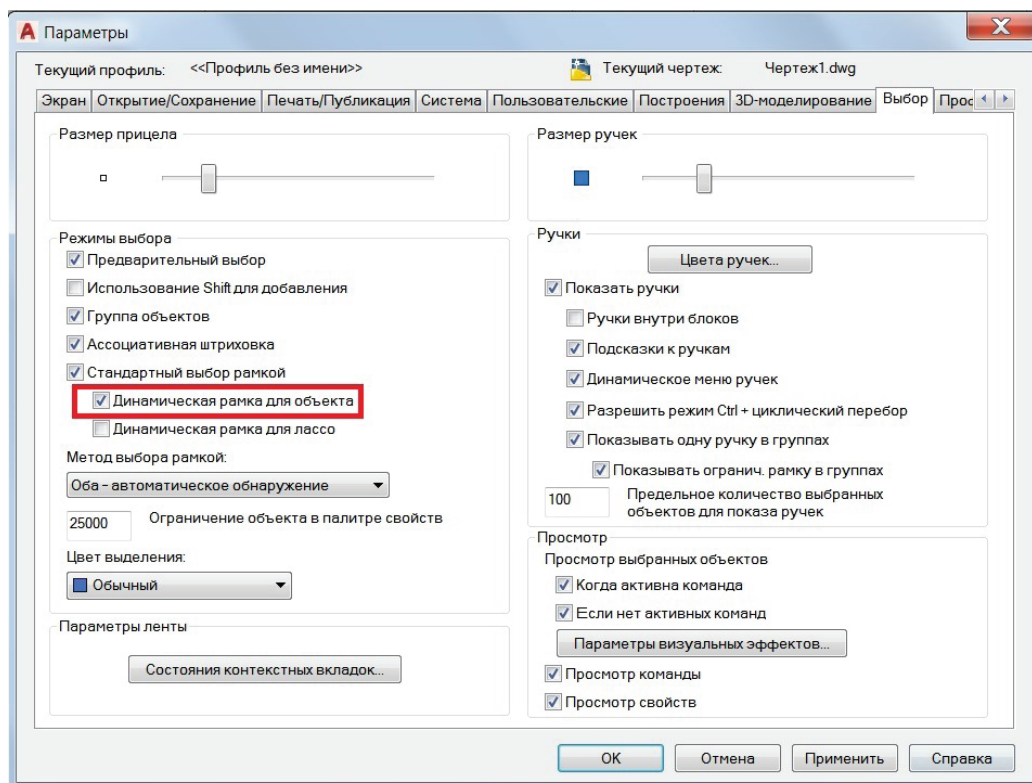 Параметры
Текущий профиль: <<Профиль без имени>> Текущий чертеж: Чертеж1.dwg
Экран Открытие/Сохранение Печать/Публикация Система Пользовательские Построения 3D-моделирование Выбор Прос
Размер прицела
Режимы выбора
Предварительный выбор
Использование Shift для добавления
Группа объектов
Ассоциативная штриховка
Стандартный выбор рамкой
Динамическая рамка для объекта
Динамическая рамка для лассо
Метод выбора рамкой:
Оба - автоматическое обнаружение
25000 Ограничение объекта в палитре свойств
Цвет выделения:
Обычный
Параметры ленты
Состояния контекстных вкладок...
Размер ручек
Ручки
Цвета ручек...
Показать ручки
Ручки внутри блоков
Подсказки к ручкам
Динамическое меню ручек
Разрешить режим Ctrl + циклический перебор
Показывать одну ручку в группах
Показывать огранич. рамку в группах
100 Предельное количество выбранных
объектов для показа ручек
Просмотр
Просмотр выбранных объектов
Когда активна команда
Если нет активных команд
Параметры визуальных эффектов...
Просмотр команды
Просмотр свойств
ОК Отмена Применить Справка